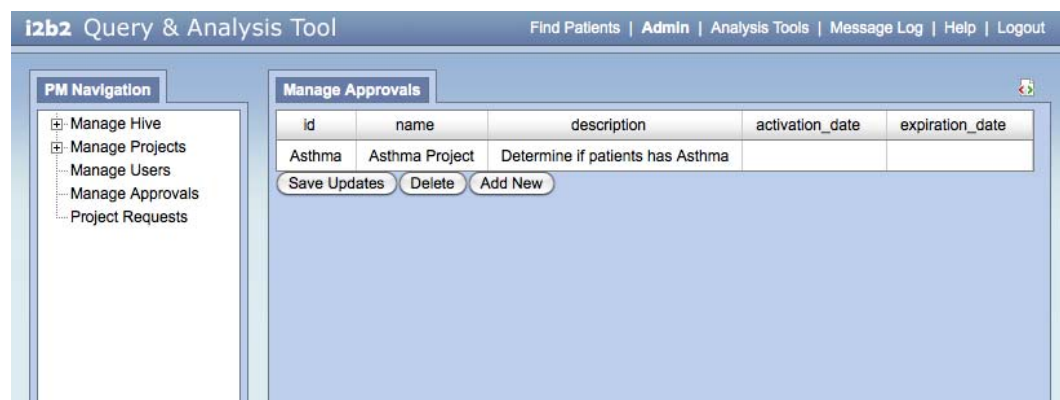 i2b2 Query & Analysis Tool
Find Patients | Admin | Analysis Tools | Message Log | Help | Logout
PM Navigation
Manage Hive
Manage Projects
Manage Users
Manage Approvals
Project Requests
Manage Approvals
id name description activation_date expiration_date
Asthma Asthma Project Determine if patients has Asthma
Save Updates Delete Add New